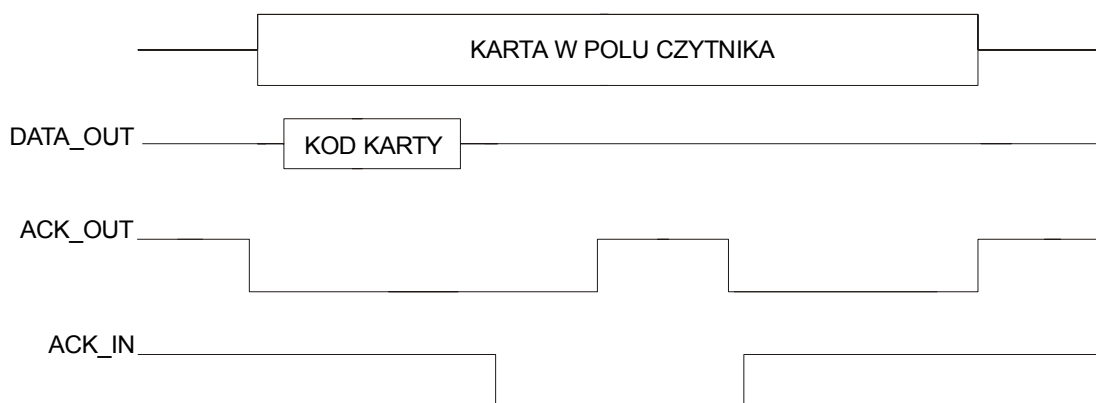 KARTA W POLU CZYTNIKA
DATA_OUT
KOD KARTY
ACK_OUT
ACK_IN